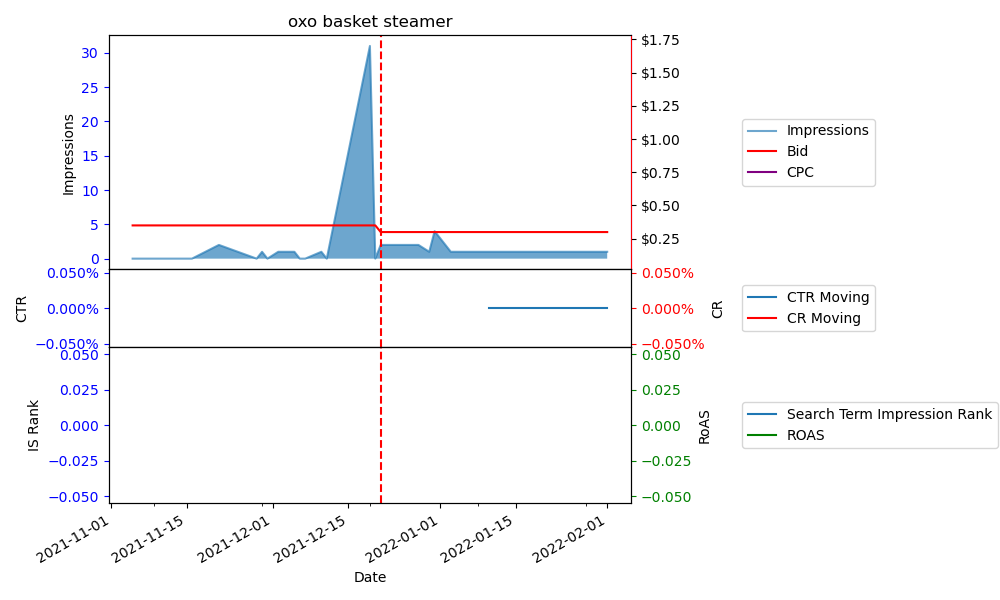 oxo basket steamer
Impressions
30
25
20
15
10
5
0
$1.75
$1.50
$1.25
$1.00
$0.75
$0.50
$0.25
Impressions
Bid
CPC
CTR
0.050%
0.000%
−0.050%
0.050%
0.000%
−0.050%
CR
CTR Moving
CR Moving
IS Rank
0.050
0.025
0.000
−0.025
−0.050
0.050
0.025
0.000
−0.025
−0.050
RoAS
Search Term Impression Rank
ROAS
2021-11-01
2021-11-15
2021-12-01
2021-12-15
2022-01-01
2022-01-15
2022-02-01
Date